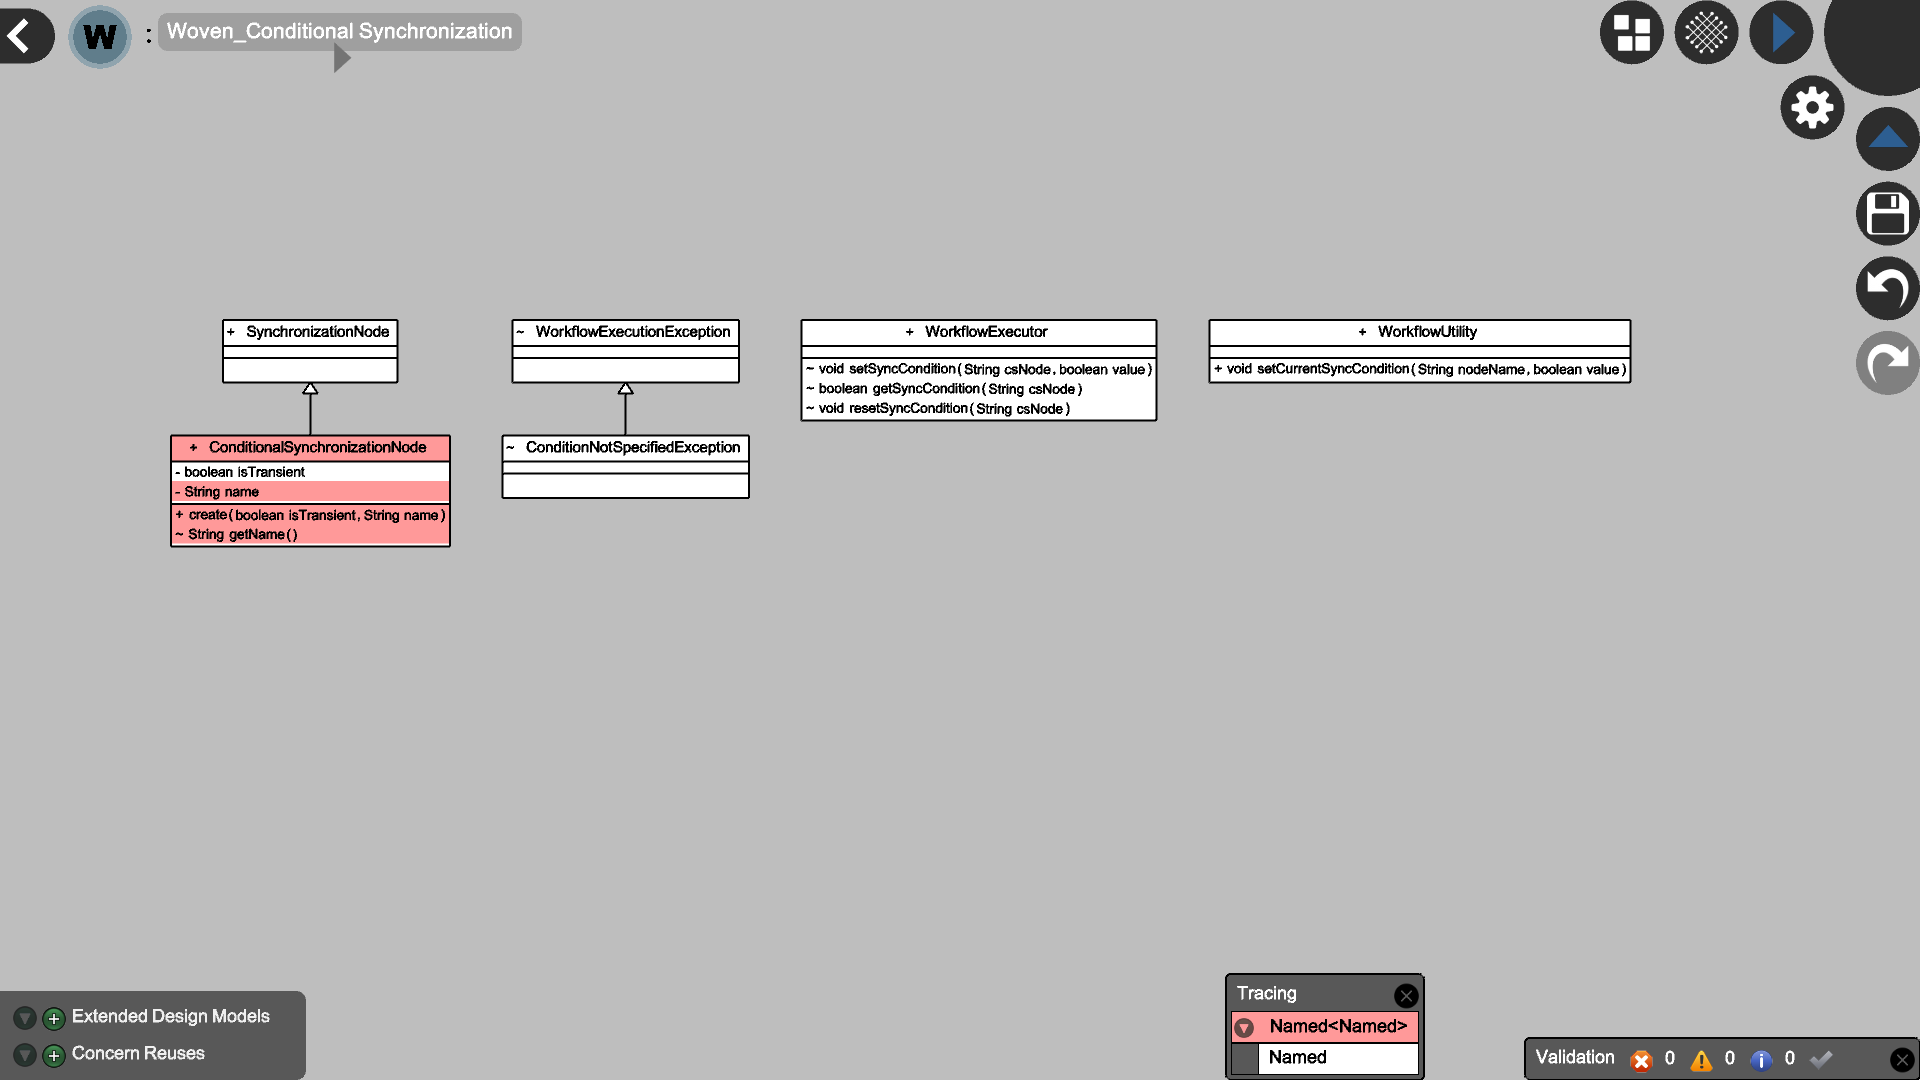 W : Woven_Conditional Synchronization
+ SynchronizationNode
+ ConditionalSynchronizationNode
- boolean isTransient
- String name
+ create(boolean isTransient, String name)
~ String getName()
~ WorkflowExecutionException
~ ConditionNotSpecifiedException
+ WorkflowExecutor
~ void setSyncCondition(String csNode, boolean value)
~ boolean getSyncCondition(String csNode)
~ void resetSyncCondition(String csNode)
+ WorkflowUtility
+ void setCurrentSyncCondition(String nodeName, boolean value)
Extended Design Models
Concern Reuses
Tracing
Named<Named>
Named
Validation 0 0 0